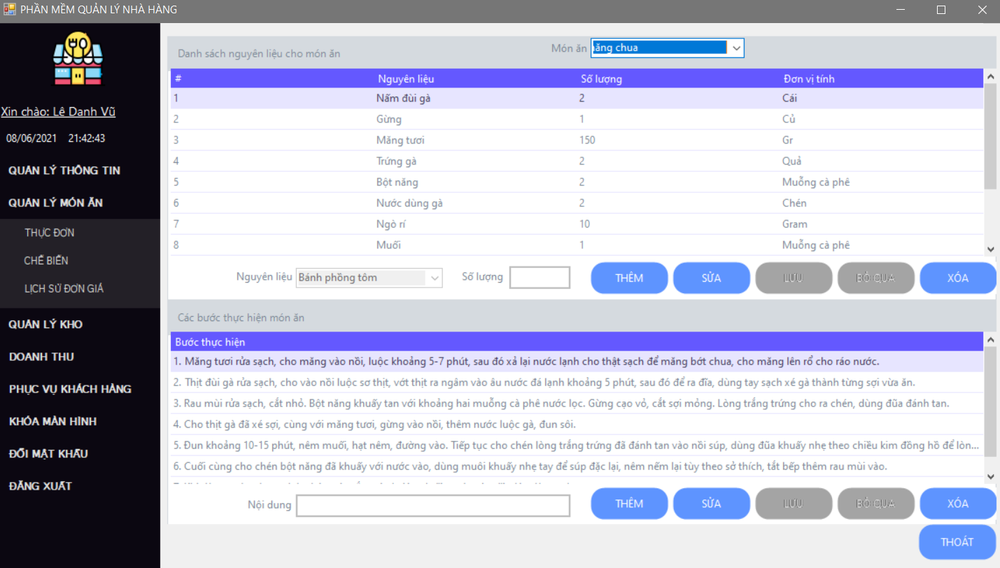 PHẦN MỀM QUẢN LÝ NHÀ HÀNG
Xin chào: Lê Danh Vũ
08/06/2021 21:42:43
QUẢN LÝ THÔNG TIN
QUẢN LÝ MÓN ĂN
THỰC ĐƠN
CHẾ BIẾN
LỊCH SỬ ĐƠN GIÁ
QUẢN LÝ KHO
DOANH THU
PHỤC VỤ KHÁCH HÀNG
KHÓA MÀN HÌNH
ĐỔI MẬT KHẨU
ĐĂNG XUẤT
Danh sách nguyên liệu cho món ăn
Món ăn măng chua
# Nguyên liệu Số lượng Đơn vị tính
1 Nấm đùi gà 2 Cái
2 Gừng 1 Củ
3 Măng tươi 150 Gr
4 Trứng gà 2 Quả
5 Bột năng 2 Muỗng cà phê
6 Nước dùng gà 2 Chén
7 Ngò rí 10 Gram
8 Muối 1 Muỗng cà phê
Nguyên liệu Bánh phồng tôm Số lượng THÊM SỬA LƯU BỎ QUA XÓA
Các bước thực hiện món ăn
Bước thực hiện
1. Măng tươi rửa sạch, cho măng vào nồi, luộc khoảng 5-7 phút, sau đó xả lại nước lạnh cho thật sạch để măng bớt chua, cho măng lên rổ cho ráo nước.
2. Thịt đùi gà rửa sạch, cho vào nồi luộc sơ thịt, vớt thịt ra ngâm vào âu nước đá lạnh khoảng 5 phút, sau đó để ra đĩa, dùng tay sạch xé gà thành từng sợi vừa ăn.
3. Rau mùi rửa sạch, cắt nhỏ. Bột năng khuấy tan với khoảng hai muỗng cà phê nước lọc. Gừng cạo vỏ, cắt sợi mỏng. Lòng trắng trứng cho ra chén, dùng đũa đánh tan.
4. Cho thịt gà đã xé sợi, cùng với măng tươi, gừng vào nồi, thêm nước luộc gà, đun sôi.
5. Đun khoảng 10-15 phút, nêm muối, hạt nêm, đường vào. Tiếp tục cho chén lòng trắng trứng đã đánh tan vào nồi súp, dùng đũa khuấy nhẹ theo chiều kim đồng hồ để lòn...
6. Cuối cùng cho chén bột năng đã khuấy với nước vào, dùng muôi khuấy nhẹ tay để súp đặc lại, nêm nếm lại tùy theo sở thích, tắt bếp thêm rau mùi vào.
Nội dung THÊM SỬA LƯU BỎ QUA XÓA
THOÁT